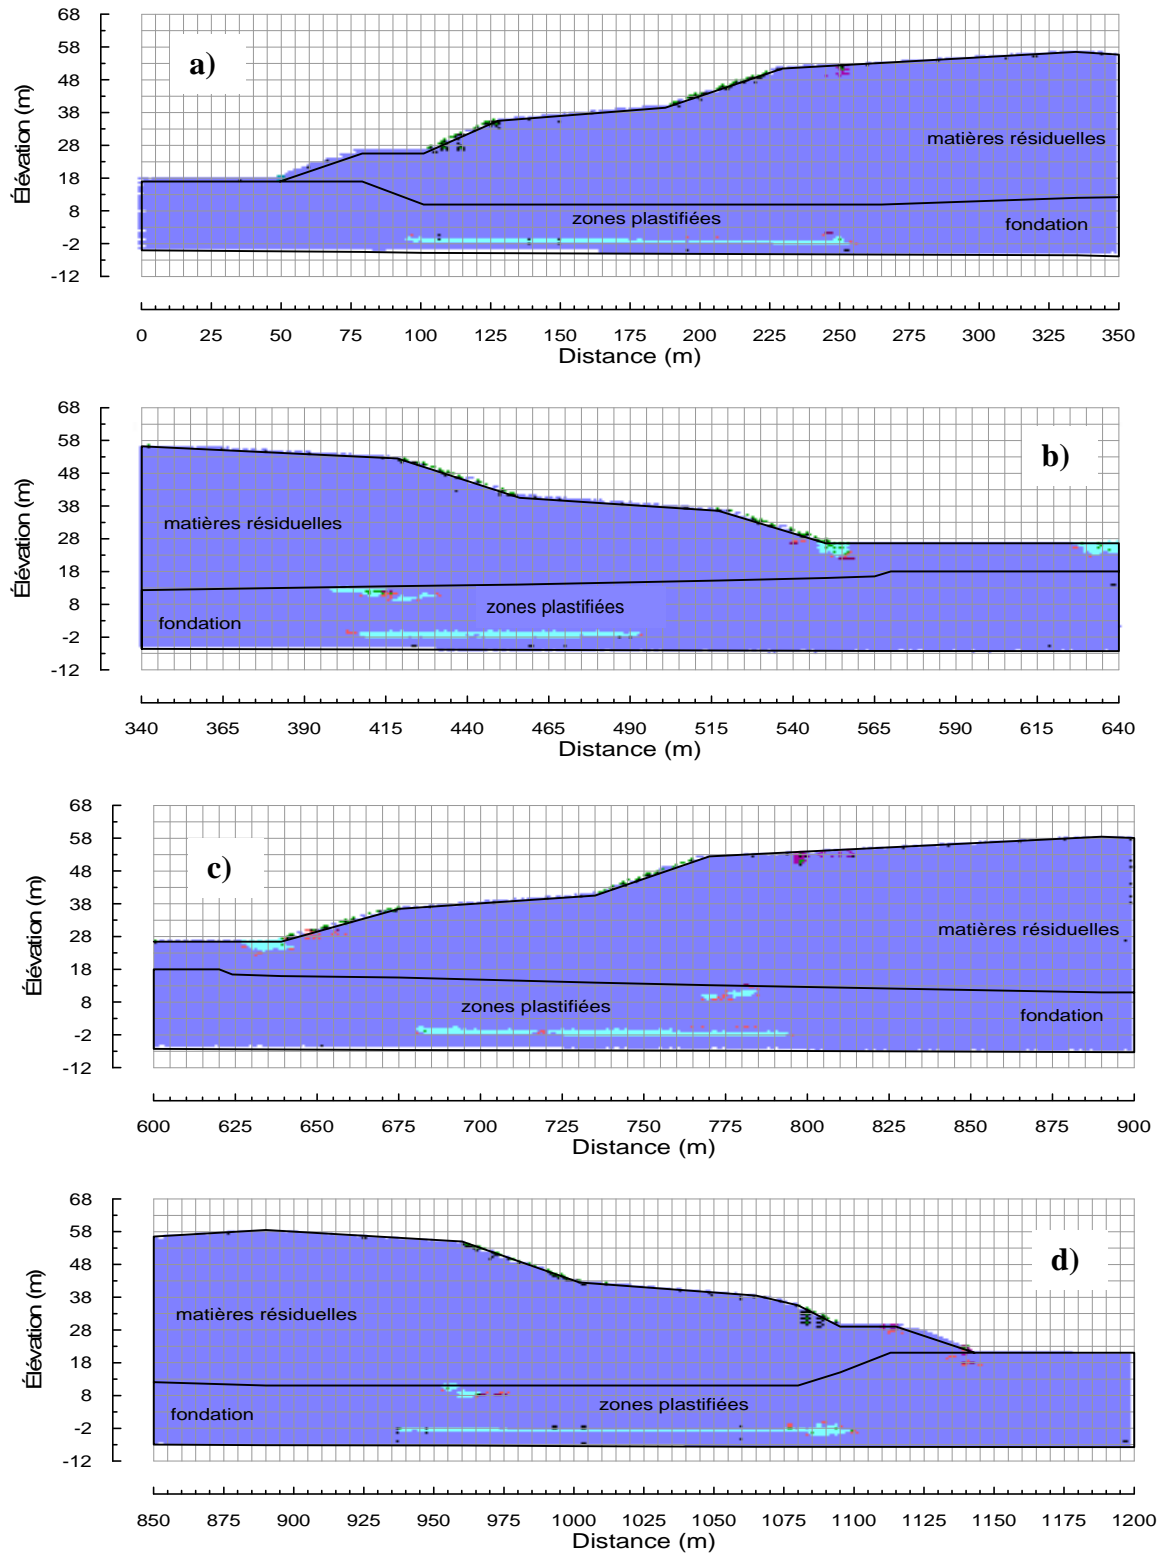 68
58
48
38
28
18
8
-2
-12
Élévation (m)
a)
matières résiduelles
zones plastifiées
fondation
0 25 50 75 100 125 150 175 200 225 250 275 300 325 350
Distance (m)
68
58
48
38
28
18
8
-2
-12
Élévation (m)
b)
matières résiduelles
zones plastifiées
fondation
340 365 390 415 440 465 490 515 540 565 590 615 640
Distance (m)
68
58
48
38
28
18
8
-2
-12
Élévation (m)
c)
matières résiduelles
zones plastifiées
fondation
600 625 650 675 700 725 750 775 800 825 850 875 900
Distance (m)
68
58
48
38
28
18
8
-2
-12
Élévation (m)
d)
matières résiduelles
zones plastifiées
fondation
850 875 900 925 950 975 1000 1025 1050 1075 1100 1125 1150 1175 1200
Distance (m)